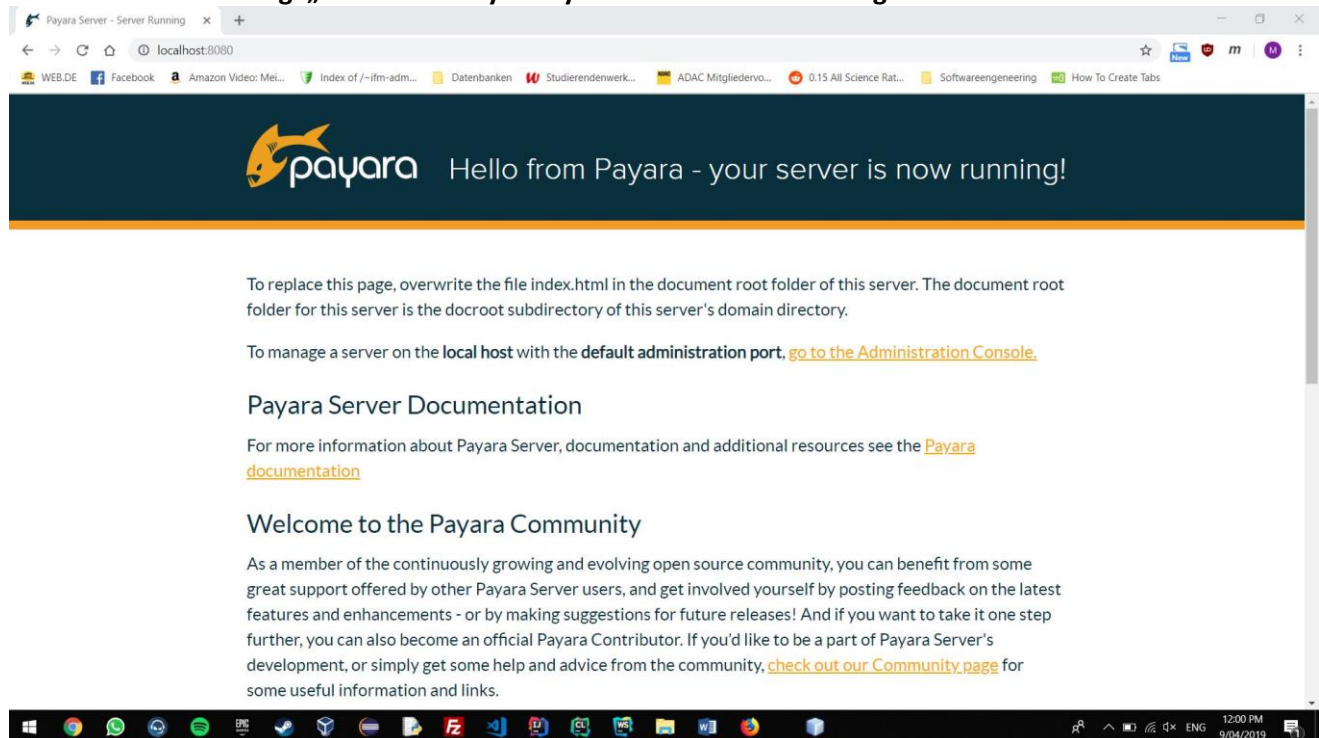 Payara Server - Server Running
localhost:8080
WEB.DE Facebook Amazon Video: Mei... Index of /~ifm-adm... Datenbanken Studierendenwerk... ADAC Mitgliedervo... 0.15 All Science Rat... Softwareengeneering How To Create Tabs
New
payara Hello from Payara - your server is now running!
To replace this page, overwrite the file index.html in the document root folder of this server. The document root
folder for this server is the docroot subdirectory of this server's domain directory.
To manage a server on the local host with the default administration port, go to the Administration Console.
Payara Server Documentation
For more information about Payara Server, documentation and additional resources see the Payara
documentation
Welcome to the Payara Community
As a member of the continuously growing and evolving open source community, you can benefit from some
great support offered by other Payara Server users, and get involved yourself by posting feedback on the latest
features and enhancements - or by making suggestions for future releases! And if you want to take it one step
further, you can also become an official Payara Contributor. If you'd like to be a part of Payara Server's
development, or simply get some help and advice from the community, check out our Community page for
some useful information and links.
ENG 12:00 PM
9/04/2019